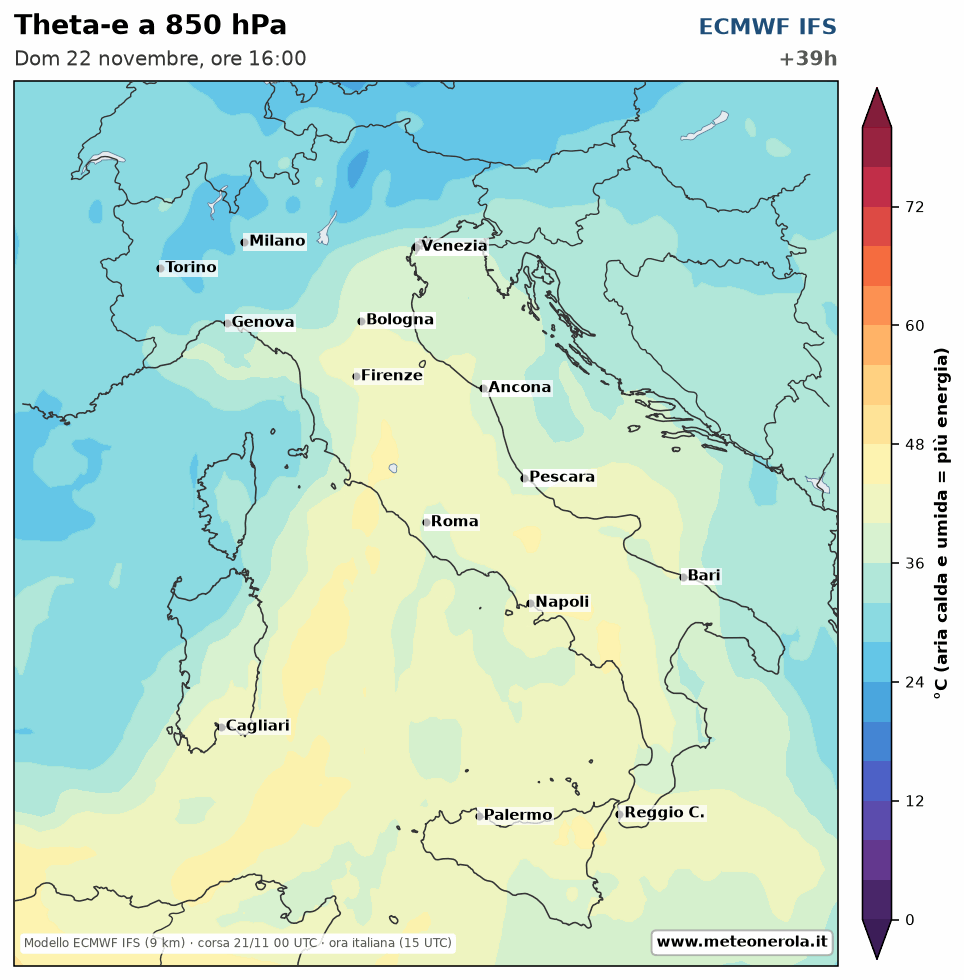 Theta-e a 850 hPa
ECMWF IFS
Dom 22 novembre, ore 16:00
+39h
Milano
Venezia
Torino
Genova
Bologna
Firenze
Ancona
Pescara
Roma
Bari
Napoli
Cagliari
Palermo
Reggio C.
72
60
48
36
24
12
0
°C (aria calda e umida = più energia)
Modello ECMWF IFS (9 km) · corsa 21/11 00 UTC · ora italiana (15 UTC)
www.meteonerola.it